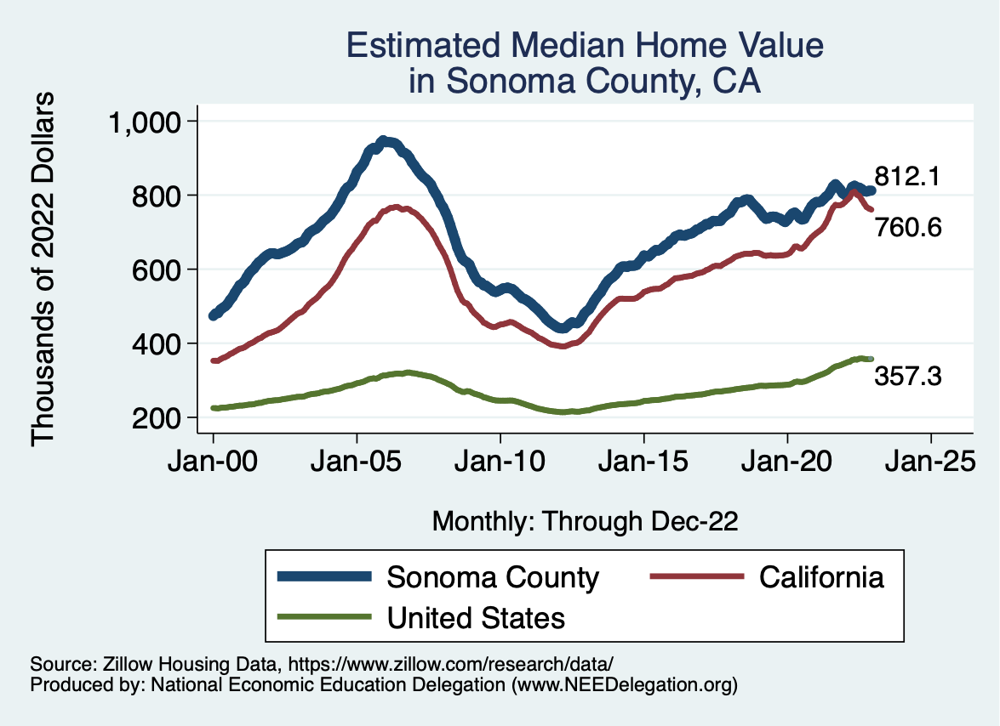 Estimated Median Home Value
in Sonoma County, CA
Thousands of 2022 Dollars
1,000
800
600
400
200
812.1
760.6
357.3
Jan-00 Jan-05 Jan-10 Jan-15 Jan-20 Jan-25
Monthly: Through Dec-22
Sonoma County California
United States
Source: Zillow Housing Data, https://www.zillow.com/research/data/
Produced by: National Economic Education Delegation (www.NEEDelegation.org)